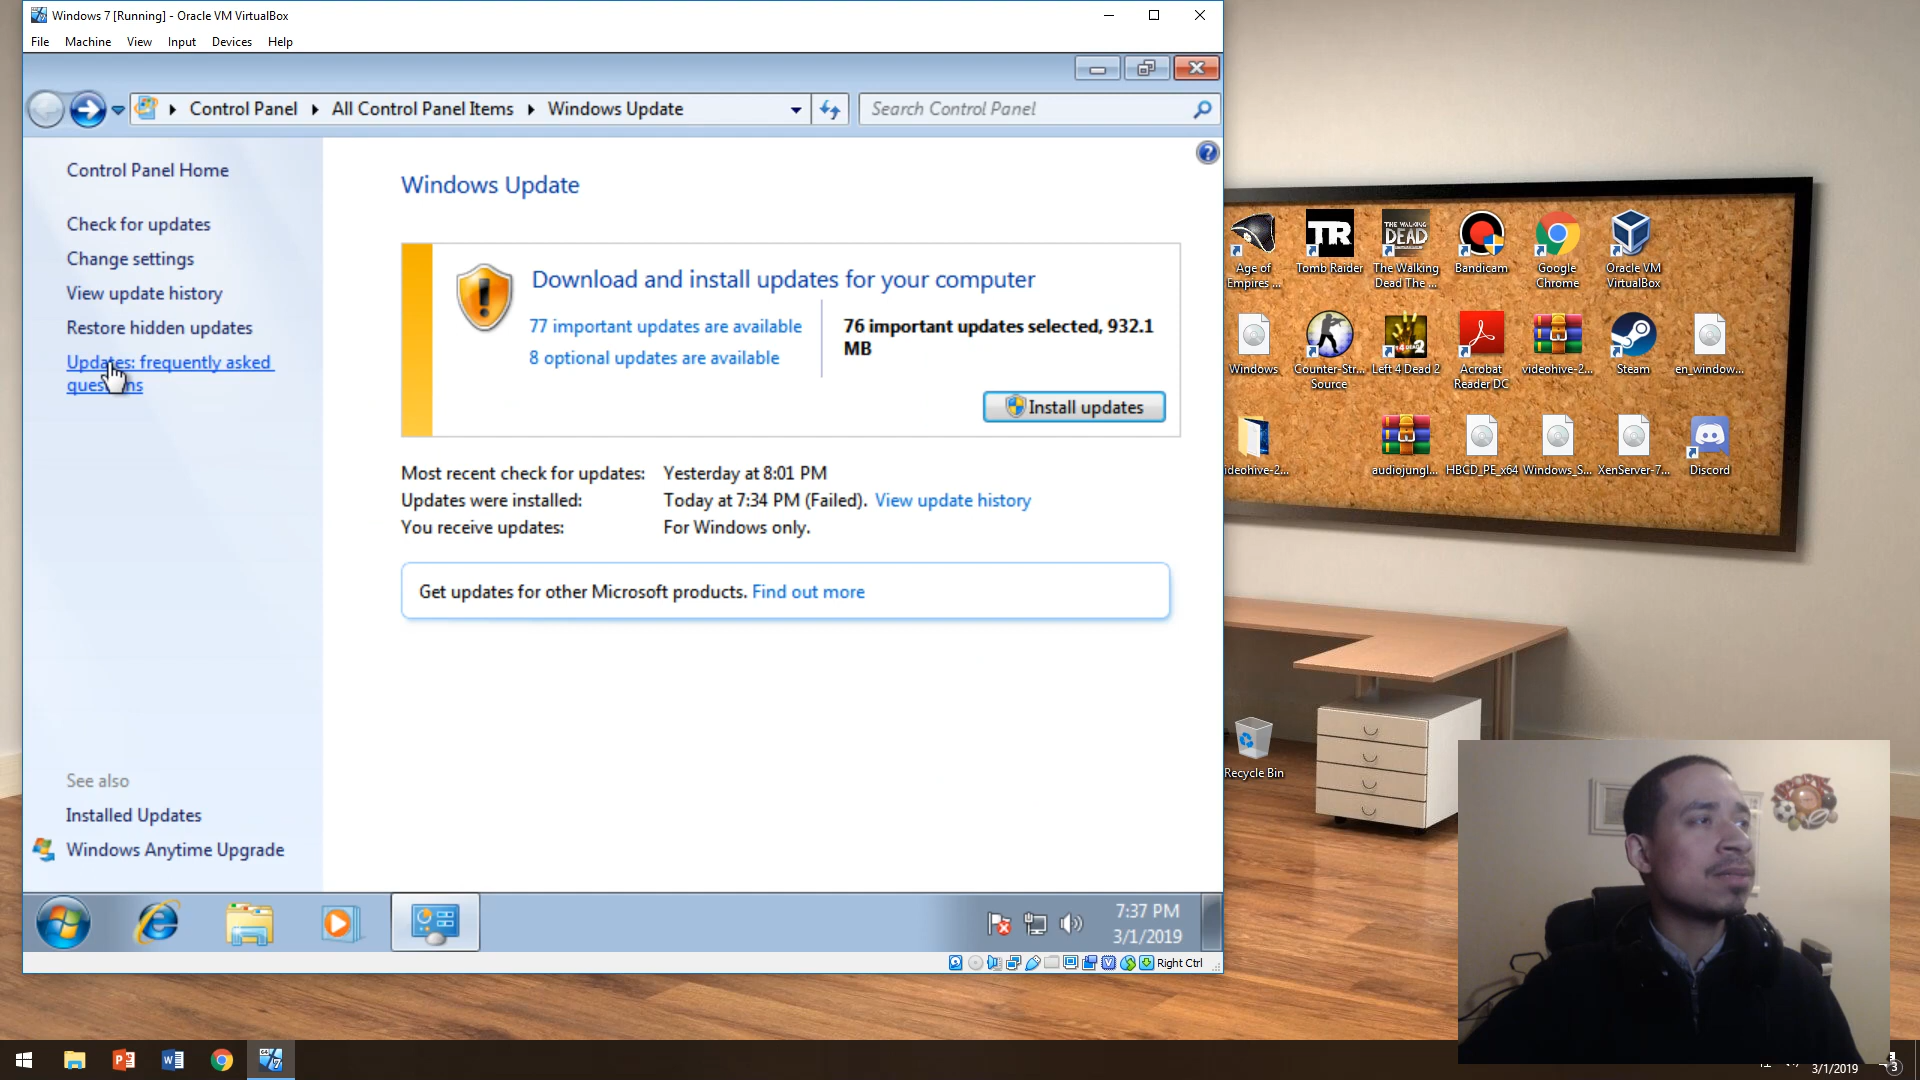 Windows 7 [Running] - Oracle VM VirtualBox
File Machine View Input Devices Help
Control Panel All Control Panel Items Windows Update
Search Control Panel
Control Panel Home
Check for updates
Change settings
View update history
Restore hidden updates
Updates: frequently asked
questions
See also
Installed Updates
Windows Anytime Upgrade
Windows Update
Download and install updates for your computer
77 important updates are available
8 optional updates are available
76 important updates selected, 932.1
MB
Install updates
Most recent check for updates: Yesterday at 8:01 PM
Updates were installed: Today at 7:34 PM (Failed). View update history
You receive updates: For Windows only.
Get updates for other Microsoft products. Find out more
7:37 PM
3/1/2019
Right Ctrl
TR
THE WALKING
DEAD
Age of
Empires ...
Tomb Raider
The Walking
Dead The ...
Bandicam
Google
Chrome
Oracle VM
VirtualBox
Windows
Counter-Str...
Source
Left 4 Dead 2
Acrobat
Reader DC
videohive-2...
Steam
en_window...
ideohive-2...
audiojungl...
HBCD_PE_x64
Windows_S...
XenServer-7...
Discord
Recycle Bin
3/1/2019
3